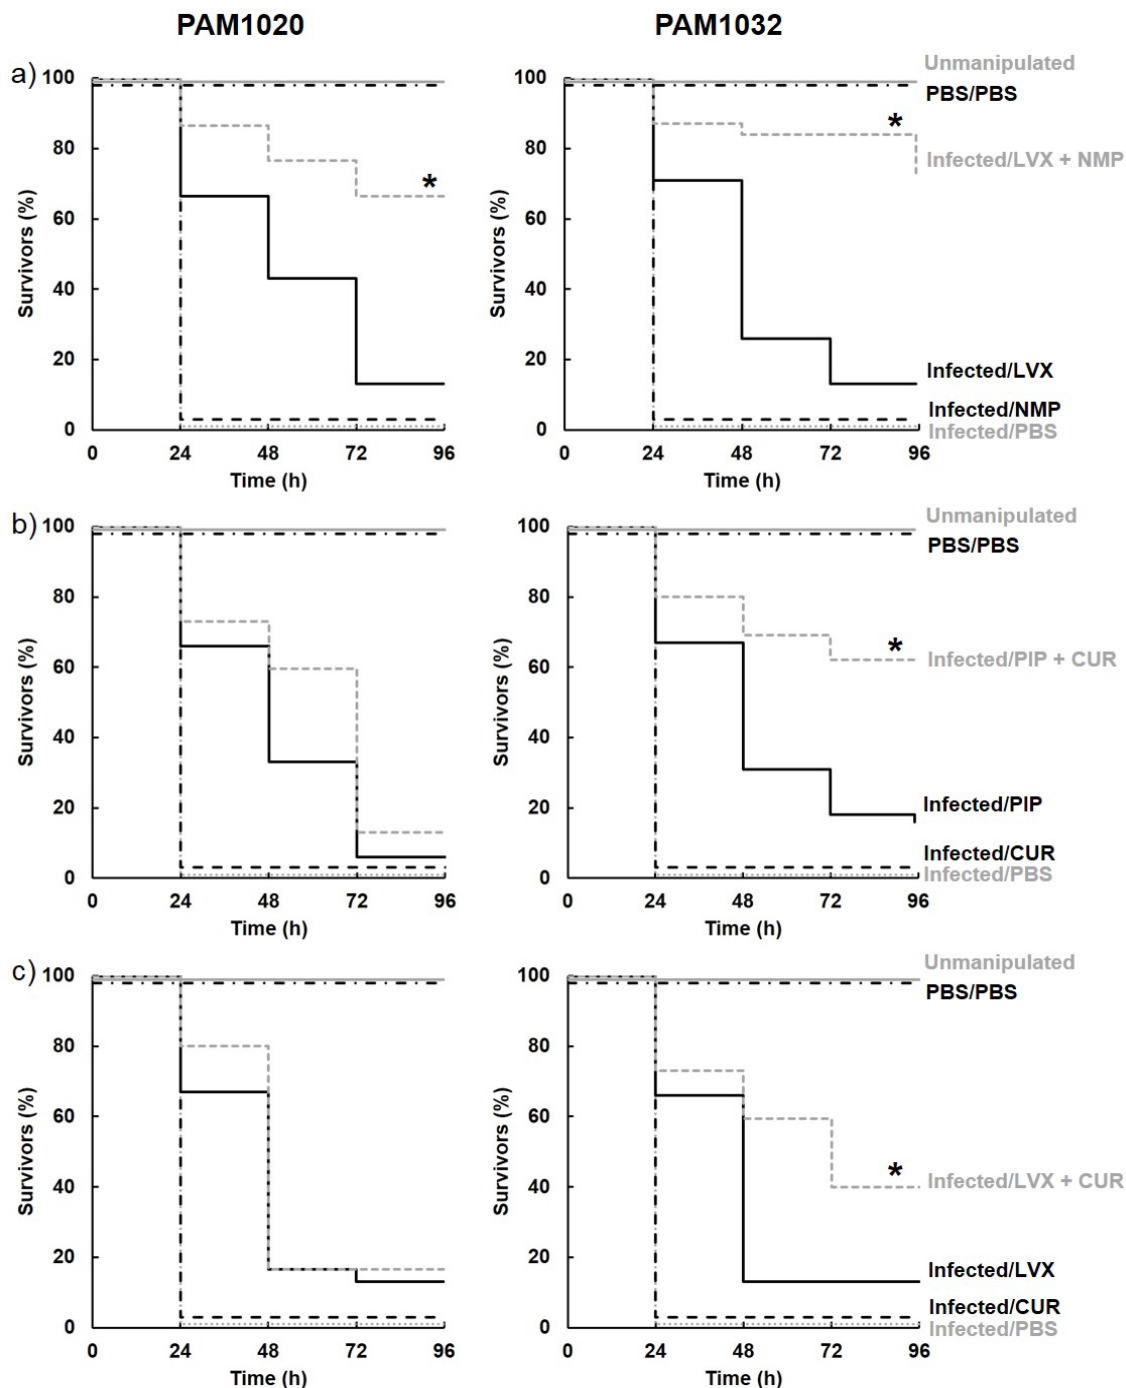 PAM1020
PAM1032
a)
100
80
60
40
20
0
Survivors (%)
0 24 48 72 96
Time (h)
*
100
80
60
40
20
0
Survivors (%)
0 24 48 72 96
Time (h)
*
Unmanipulated
PBS/PBS
Infected/LVX + NMP
Infected/LVX
Infected/NMP
Infected/PBS
b)
100
80
60
40
20
0
Survivors (%)
0 24 48 72 96
Time (h)
100
80
60
40
20
0
Survivors (%)
0 24 48 72 96
Time (h)
*
Unmanipulated
PBS/PBS
Infected/PIP + CUR
Infected/PIP
Infected/CUR
Infected/PBS
c)
100
80
60
40
20
0
Survivors (%)
0 24 48 72 96
Time (h)
100
80
60
40
20
0
Survivors (%)
0 24 48 72 96
Time (h)
*
Unmanipulated
PBS/PBS
Infected/LVX + CUR
Infected/LVX
Infected/CUR
Infected/PBS